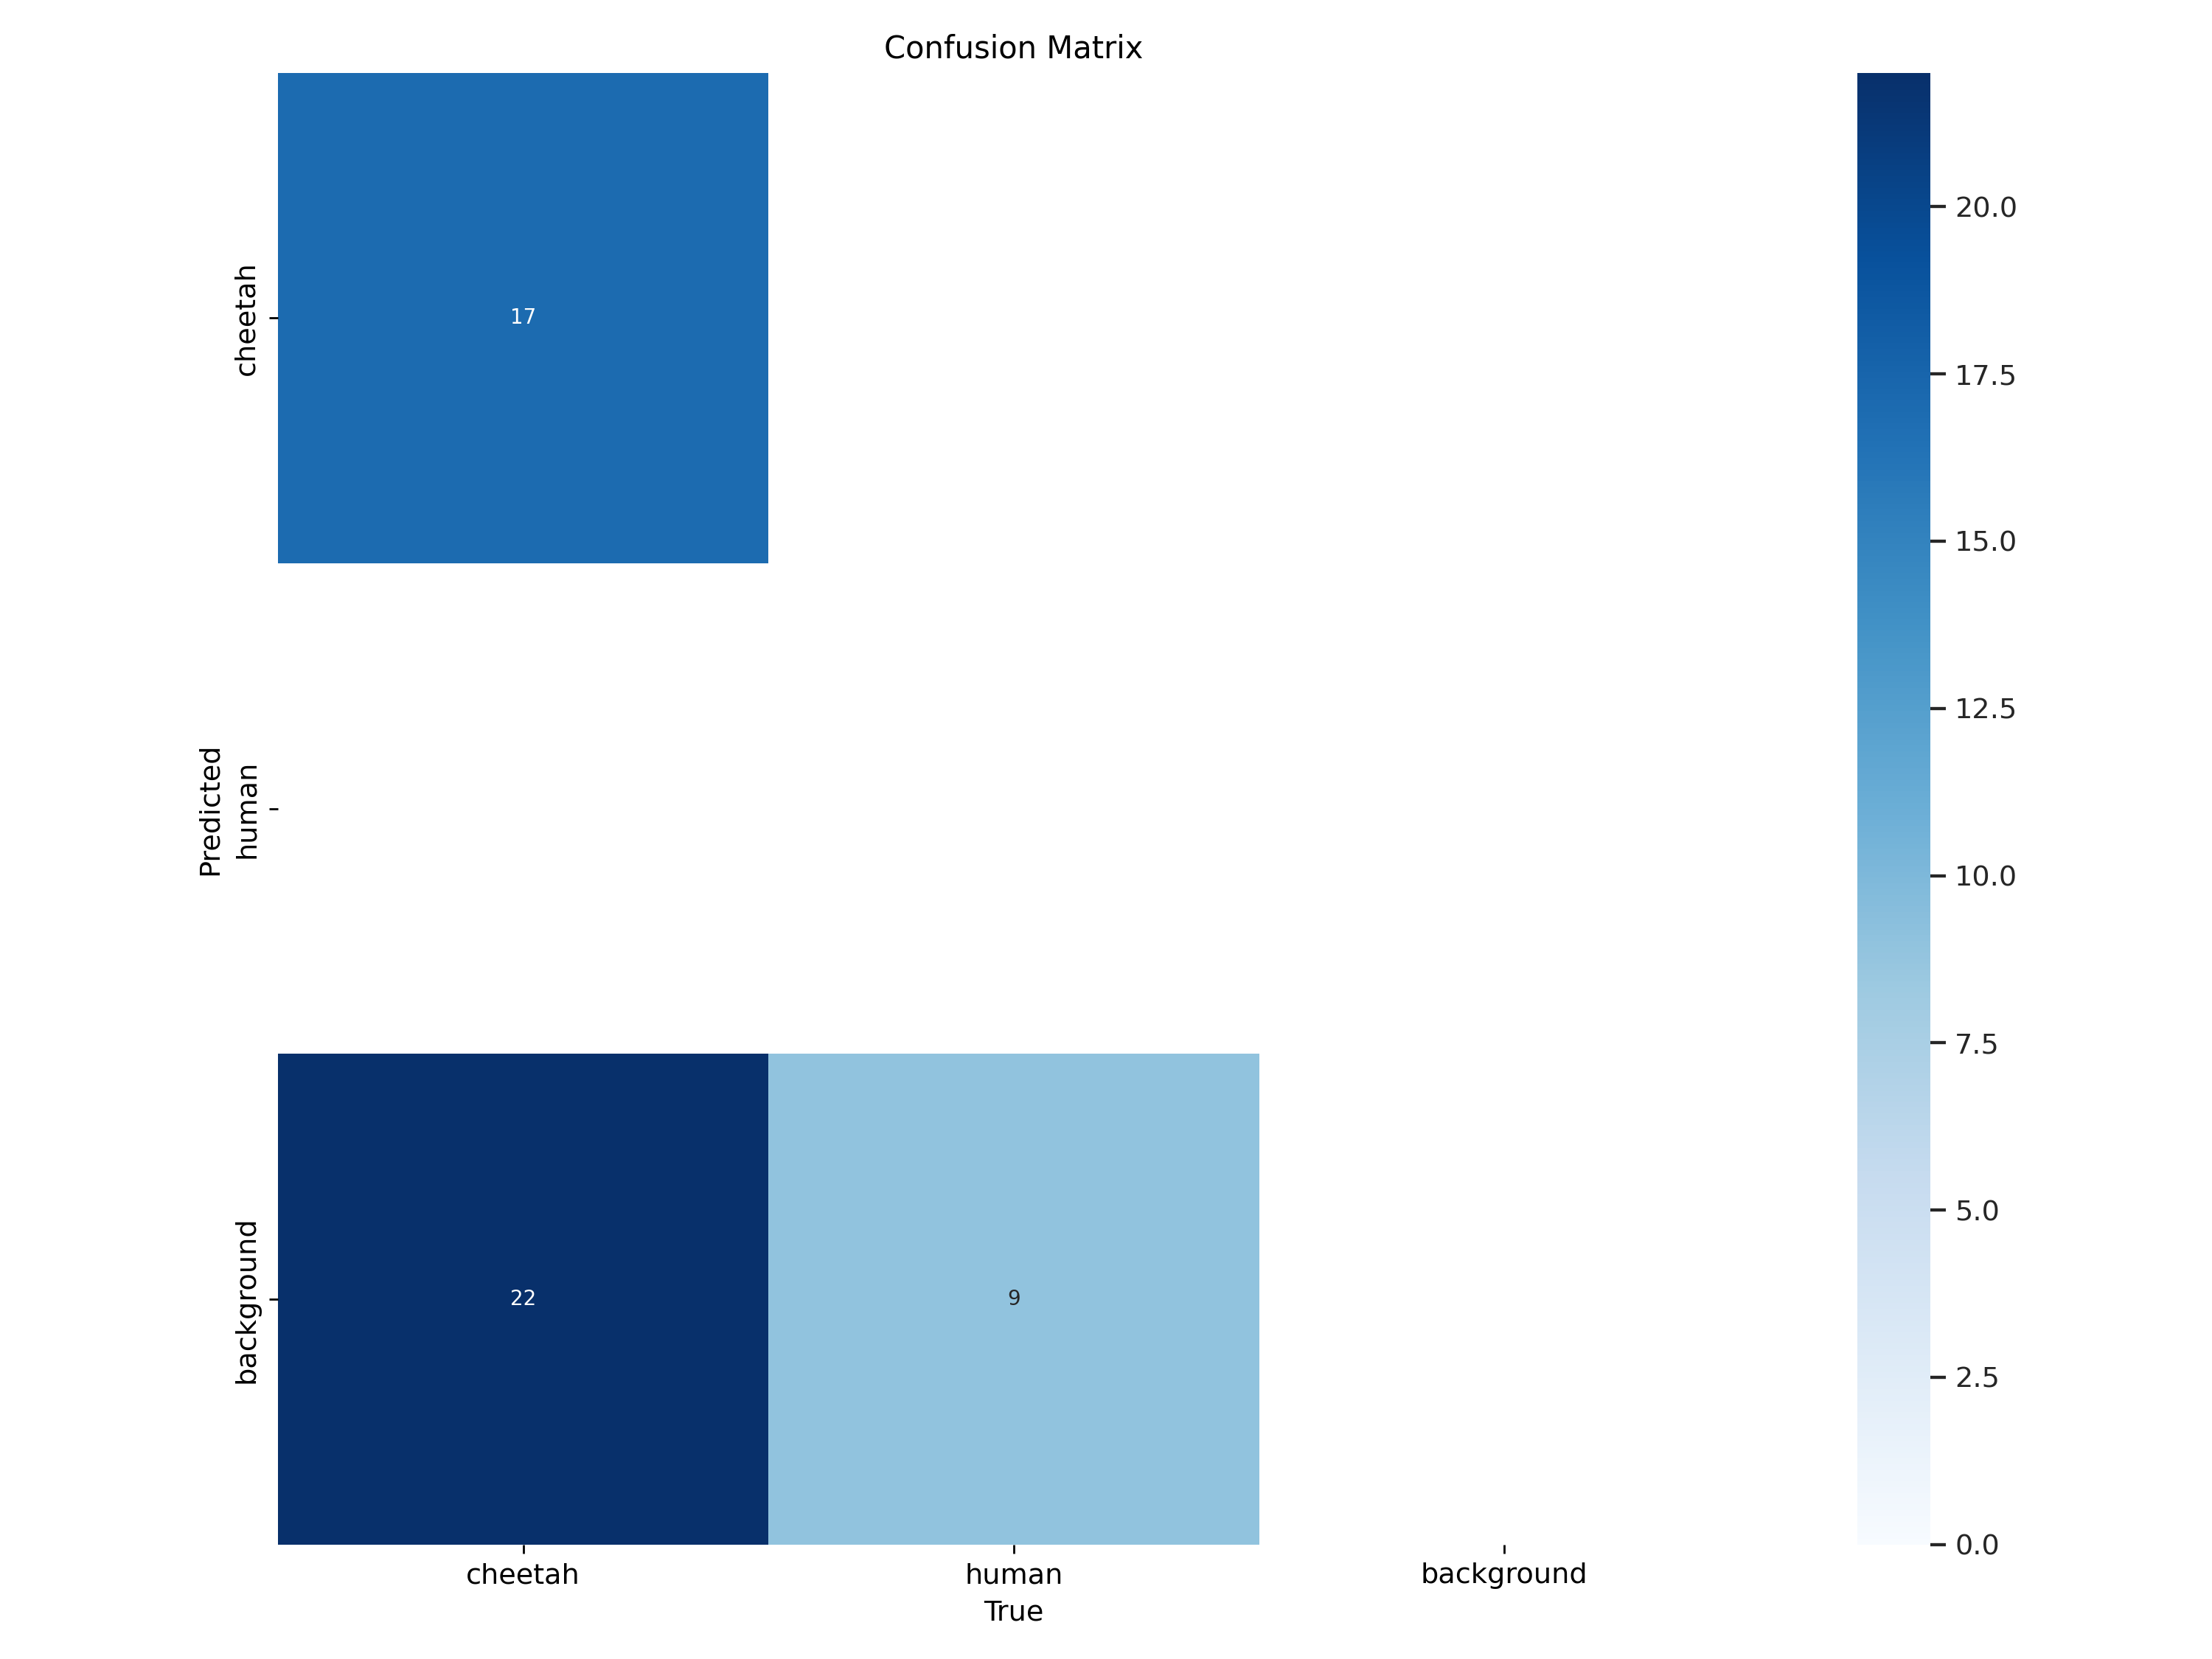 Confusion Matrix
cheetah
human
background
Predicted
17
22
9
cheetah
human
background
True
20.0
17.5
15.0
12.5
10.0
7.5
5.0
2.5
0.0